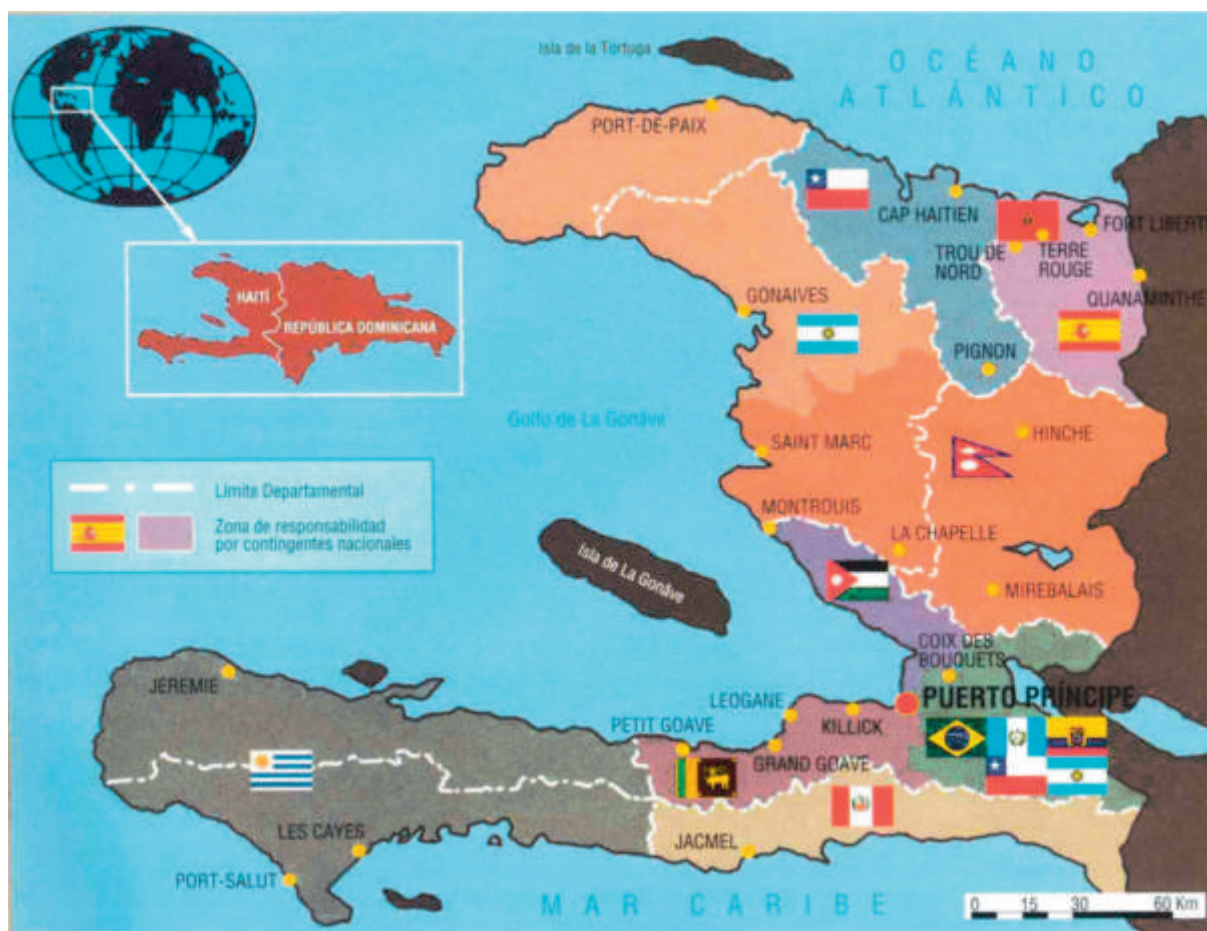 Isla de la Tortuga
OCÉANO
ATLÁNTICO
PORT-DE-PAIX
CAP HAITIEN
FORT LIBERTÉ
TROU DE
NORD
TERRE
ROUGE
QUANAMINTHE
HAITÍ
REPÚBLICA DOMINICANA
GONAIVES
PIGNON
Golfo de La Gonâve
SAINT MARC
HINCHE
Límite Departamental
Zona de responsabilidad
por contingentes nacionales
MONTROUIS
LA CHAPELLE
Isla de La Gonâve
MIREBALAIS
COIX DES
BOUQUETS
JÉREMIE
LEOGANE
PUERTO PRÍNCIPE
PETIT GOAVE
KILLICK
GRAND GOAVE
LES CAYES
JACMEL
PORT-SALUT
MAR CARIBE
0 15 30 60 Km